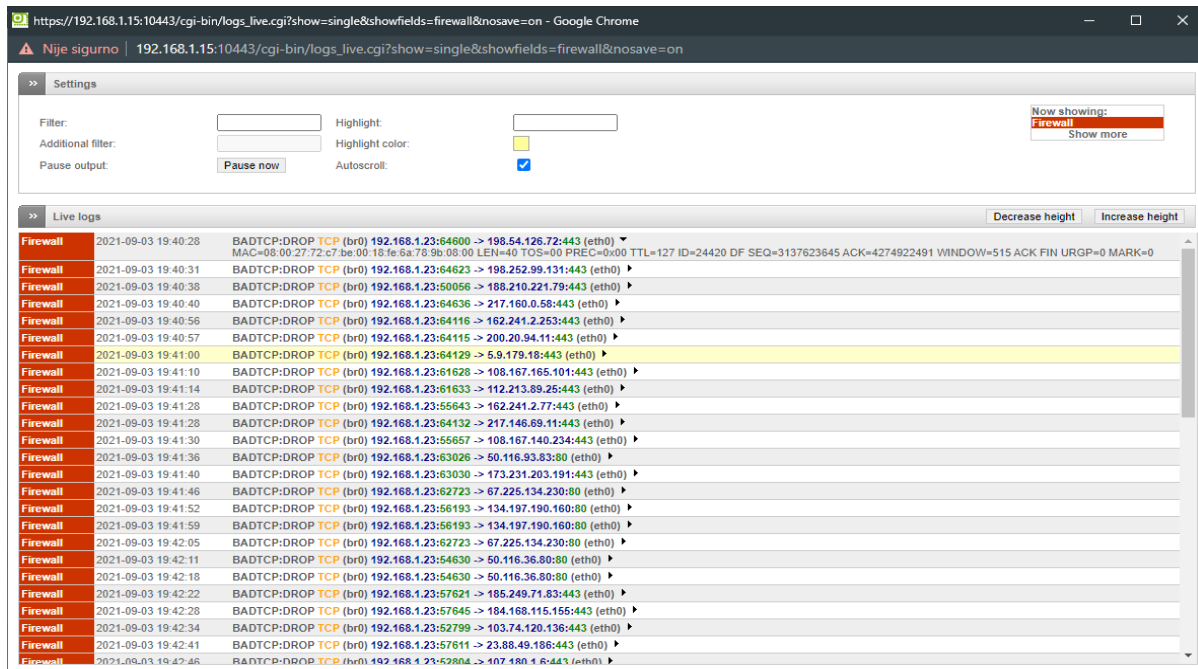 https://192.168.1.15:10443/cgi-bin/logs_live.cgi?show=single&showfields=firewall&nosave=on - Google Chrome
Nije sigurno | 192.168.1.15:10443/cgi-bin/logs_live.cgi?show=single&showfields=firewall&nosave=on
Settings
Filter: Highlight:
Additional filter: Highlight color:
Pause output: Pause now Autoscroll:
Now showing:
Firewall
Show more
Live logs Decrease height Increase height
Firewall 2021-09-03 19:40:28 BADTCP:DROP TCP (br0) 192.168.1.23:64600 -> 198.54.126.72:443 (eth0)
MAC=08:00:27:72:c7:be:00:18:fe:6a:78:9b:08:00 LEN=40 TOS=00 PREC=0x00 TTL=127 ID=24420 DF SEQ=3137623645 ACK=4274922491 WINDOW=515 ACK FIN URGP=0 MARK=0
Firewall 2021-09-03 19:40:31 BADTCP:DROP TCP (br0) 192.168.1.23:64623 -> 198.252.99.131:443 (eth0)
Firewall 2021-09-03 19:40:38 BADTCP:DROP TCP (br0) 192.168.1.23:50056 -> 188.210.221.79:443 (eth0)
Firewall 2021-09-03 19:40:40 BADTCP:DROP TCP (br0) 192.168.1.23:64636 -> 217.160.0.58:443 (eth0)
Firewall 2021-09-03 19:40:56 BADTCP:DROP TCP (br0) 192.168.1.23:64116 -> 162.241.2.253:443 (eth0)
Firewall 2021-09-03 19:40:57 BADTCP:DROP TCP (br0) 192.168.1.23:64115 -> 200.20.94.11:443 (eth0)
Firewall 2021-09-03 19:41:00 BADTCP:DROP TCP (br0) 192.168.1.23:64129 -> 5.9.179.18:443 (eth0)
Firewall 2021-09-03 19:41:10 BADTCP:DROP TCP (br0) 192.168.1.23:61628 -> 108.167.165.101:443 (eth0)
Firewall 2021-09-03 19:41:14 BADTCP:DROP TCP (br0) 192.168.1.23:61633 -> 112.213.89.25:443 (eth0)
Firewall 2021-09-03 19:41:28 BADTCP:DROP TCP (br0) 192.168.1.23:55643 -> 162.241.2.77:443 (eth0)
Firewall 2021-09-03 19:41:28 BADTCP:DROP TCP (br0) 192.168.1.23:64132 -> 217.146.69.11:443 (eth0)
Firewall 2021-09-03 19:41:30 BADTCP:DROP TCP (br0) 192.168.1.23:55657 -> 108.167.140.234:443 (eth0)
Firewall 2021-09-03 19:41:36 BADTCP:DROP TCP (br0) 192.168.1.23:63026 -> 50.116.93.83:80 (eth0)
Firewall 2021-09-03 19:41:40 BADTCP:DROP TCP (br0) 192.168.1.23:63030 -> 173.231.203.191:443 (eth0)
Firewall 2021-09-03 19:41:46 BADTCP:DROP TCP (br0) 192.168.1.23:62723 -> 67.225.134.230:80 (eth0)
Firewall 2021-09-03 19:41:52 BADTCP:DROP TCP (br0) 192.168.1.23:56193 -> 134.197.190.160:80 (eth0)
Firewall 2021-09-03 19:41:59 BADTCP:DROP TCP (br0) 192.168.1.23:56193 -> 134.197.190.160:80 (eth0)
Firewall 2021-09-03 19:42:05 BADTCP:DROP TCP (br0) 192.168.1.23:62723 -> 67.225.134.230:80 (eth0)
Firewall 2021-09-03 19:42:11 BADTCP:DROP TCP (br0) 192.168.1.23:54630 -> 50.116.36.80:80 (eth0)
Firewall 2021-09-03 19:42:18 BADTCP:DROP TCP (br0) 192.168.1.23:54630 -> 50.116.36.80:80 (eth0)
Firewall 2021-09-03 19:42:22 BADTCP:DROP TCP (br0) 192.168.1.23:57621 -> 185.249.71.83:443 (eth0)
Firewall 2021-09-03 19:42:28 BADTCP:DROP TCP (br0) 192.168.1.23:57645 -> 184.168.115.155:443 (eth0)
Firewall 2021-09-03 19:42:34 BADTCP:DROP TCP (br0) 192.168.1.23:52799 -> 103.74.120.136:443 (eth0)
Firewall 2021-09-03 19:42:41 BADTCP:DROP TCP (br0) 192.168.1.23:57611 -> 23.88.49.186:443 (eth0)
Firewall 2021-09-03 19:42:46 BADTCP:DROP TCP (br0) 192.168.1.23:52804 -> 107.180.1.6:443 (eth0)